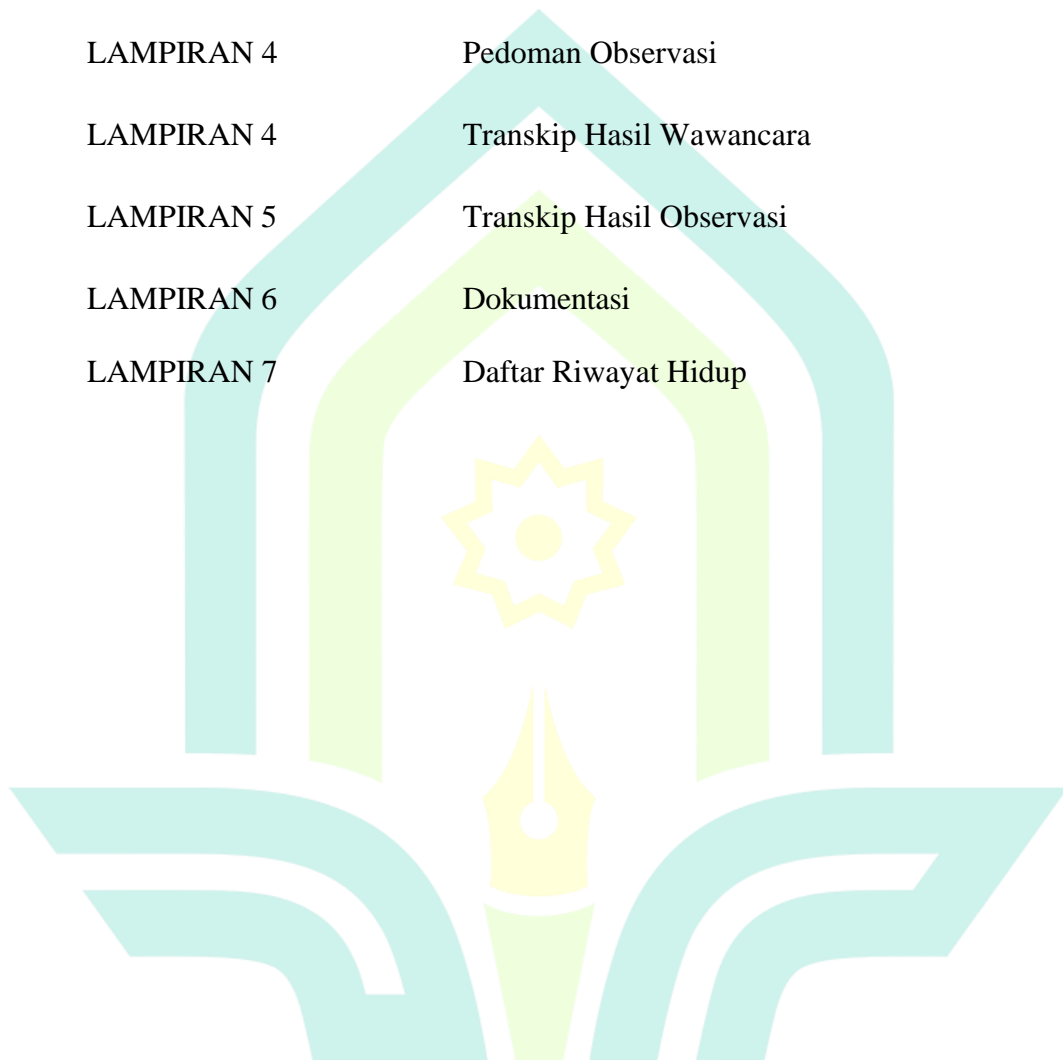 LAMPIRAN 4 Pedoman Observasi
LAMPIRAN 4 Transkip Hasil Wawancara
LAMPIRAN 5 Transkip Hasil Observasi
LAMPIRAN 6 Dokumentasi
LAMPIRAN 7 Daftar Riwayat Hidup